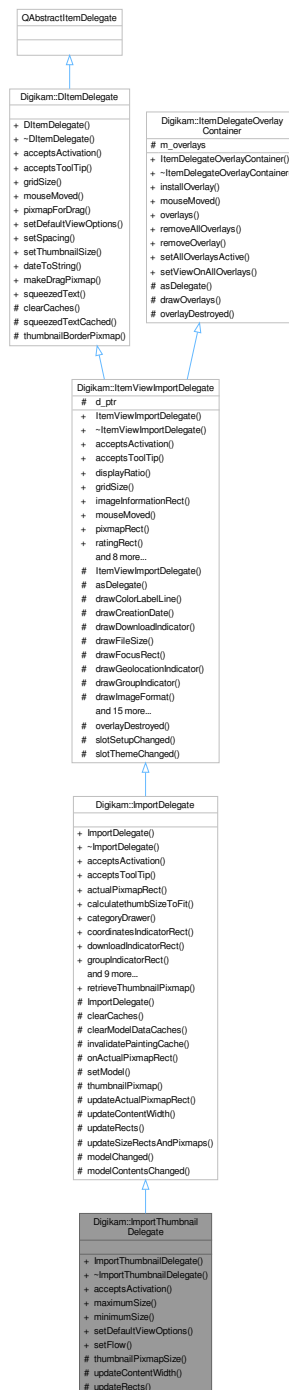 QAbstractItemDelegate
Digikam::DItemDelegate
+ DItemDelegate()
+ ~DItemDelegate()
+ acceptsActivation()
+ acceptsToolTip()
+ gridSize()
+ mouseMoved()
+ pixmapForDrag()
+ setDefaultViewOptions()
+ setSpacing()
+ setThumbnailSize()
+ dateToString()
+ makeDragPixmap()
+ squeezedText()
# clearCaches()
# squeezedTextCached()
# thumbnailBorderPixmap()
Digikam::ItemDelegateOverlay
Container
# m_overlays
+ ItemDelegateOverlayContainer()
+ ~ItemDelegateOverlayContainer
+ installOverlay()
+ mouseMoved()
+ overlays()
+ removeAllOverlays()
+ removeOverlay()
+ setAllOverlaysActive()
+ setViewOnAllOverlays()
# asDelegate()
# drawOverlays()
# overlayDestroyed()
Digikam::ItemViewImportDelegate
# d_ptr
+ ItemViewImportDelegate()
+ ~ItemViewImportDelegate()
+ acceptsActivation()
+ acceptsToolTip()
+ displayRatio()
+ gridSize()
+ imageInformationRect()
+ mouseMoved()
+ pixmapRect()
+ ratingRect()
and 8 more...
# ItemViewImportDelegate()
# asDelegate()
# drawColorLabelLine()
# drawCreationDate()
# drawDownloadIndicator()
# drawFileSize()
# drawFocusRect()
# drawGeolocationIndicator()
# drawGroupIndicator()
# drawImageFormat()
and 15 more...
# overlayDestroyed()
# slotSetupChanged()
# slotThemeChanged()
Digikam::ImportDelegate
+ ImportDelegate()
+ ~ImportDelegate()
+ acceptsActivation()
+ acceptsToolTip()
+ actualPixmapRect()
+ calculatethumbSizeToFit()
+ categoryDrawer()
+ coordinatesIndicatorRect()
+ downloadIndicatorRect()
+ groupIndicatorRect()
and 9 more...
+ retrieveThumbnailPixmap()
# ImportDelegate()
# clearCaches()
# clearModelDataCaches()
# invalidatePaintingCache()
# onActualPixmapRect()
# setModel()
# thumbnailPixmap()
# updateActualPixmapRect()
# updateContentWidth()
# updateRects()
# updateSizeRectsAndPixmaps()
# modelChanged()
# modelContentsChanged()
Digikam::ImportThumbnail
Delegate
+ ImportThumbnailDelegate()
+ ~ImportThumbnailDelegate()
+ acceptsActivation()
+ maximumSize()
+ minimumSize()
+ setDefaultViewOptions()
+ setFlow()
# thumbnailPixmapSize()
# updateContentWidth()
# updateRects()